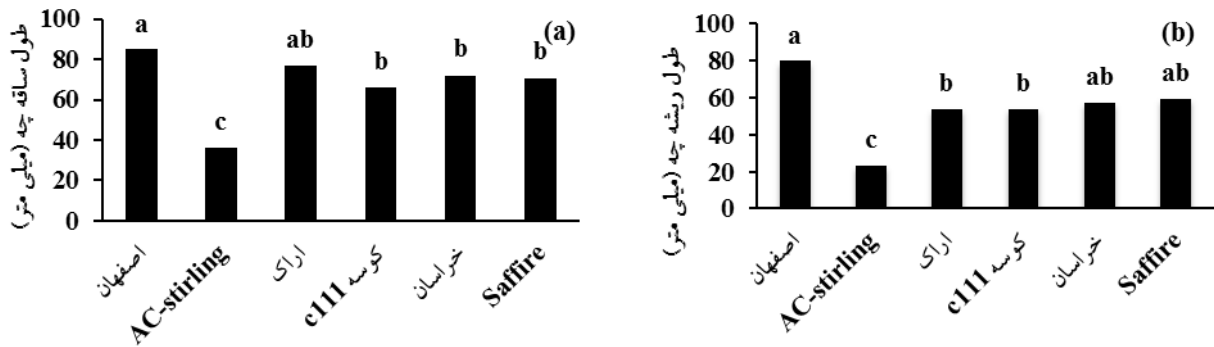 (a)
طول ساقه چه (میلی متر)
100
80
60
40
20
0
a
c
ab
b
b
b
اصفهان
AC-stirling
اراک
کوسه c111
خراسان
Saffire
(b)
طول ریشه چه (میلی متر)
100
80
60
40
20
0
a
c
b
b
ab
ab
اصفهان
AC-stirling
اراک
کوسه c111
خراسان
Saffire